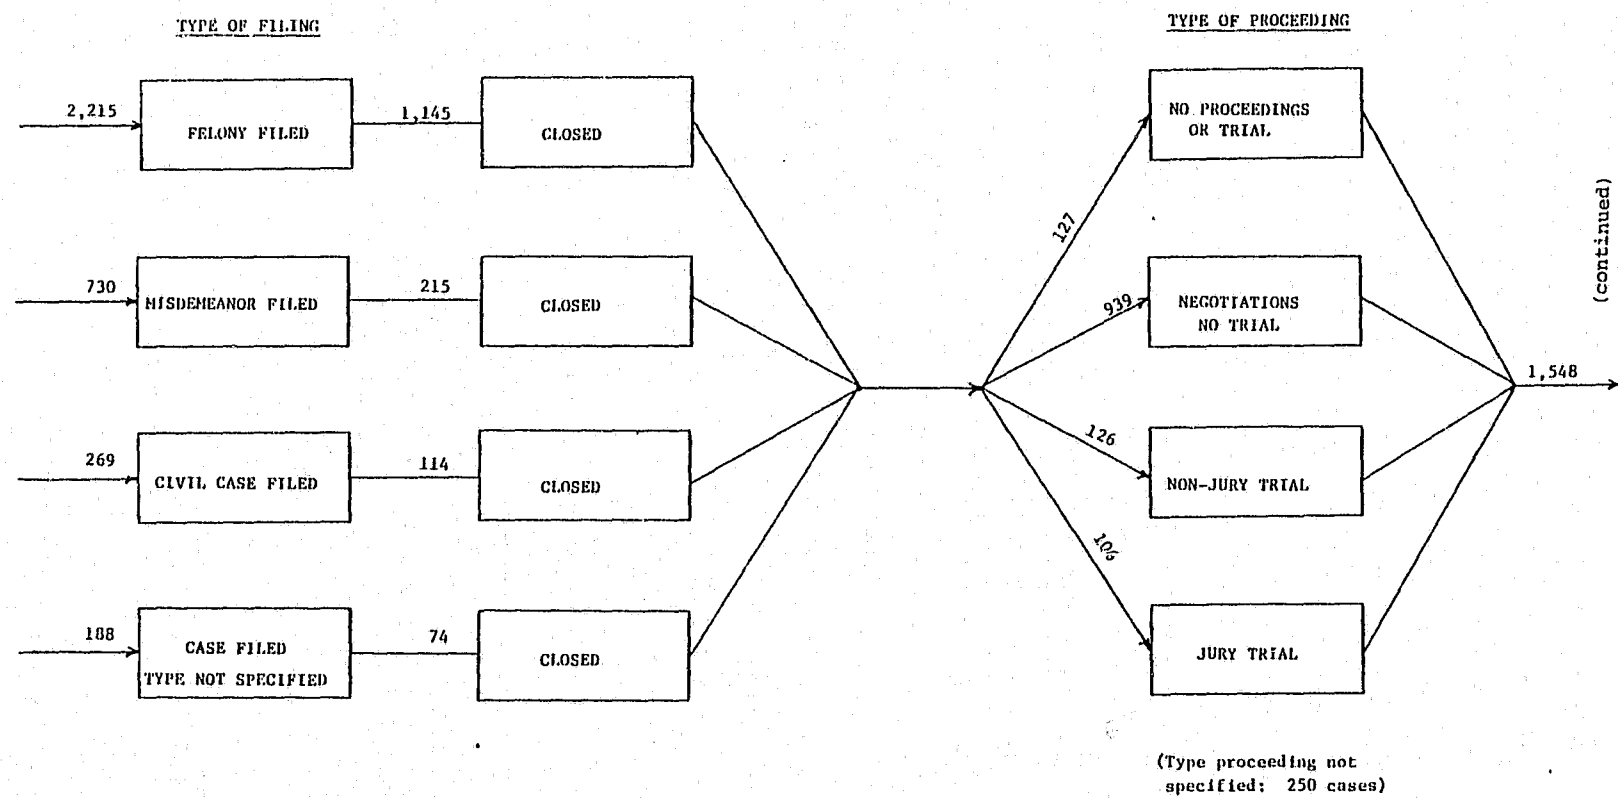 TYPE OF FILING
TYPE OF PROCEEDING
2,215
FELONY FILED
1,145
CLOSED
NO PROCEEDINGS
OR TRIAL
127
730
MISDEMEANOR FILED
215
CLOSED
939
NEGOTIATIONS
NO TRIAL
(continued)
1,548
269
CIVIL CASE FILED
114
CLOSED
126
NON-JURY TRIAL
106
188
CASE FILED
TYPE NOT SPECIFIED
74
CLOSED
JURY TRIAL
(Type proceeding not
specified: 250 cases)